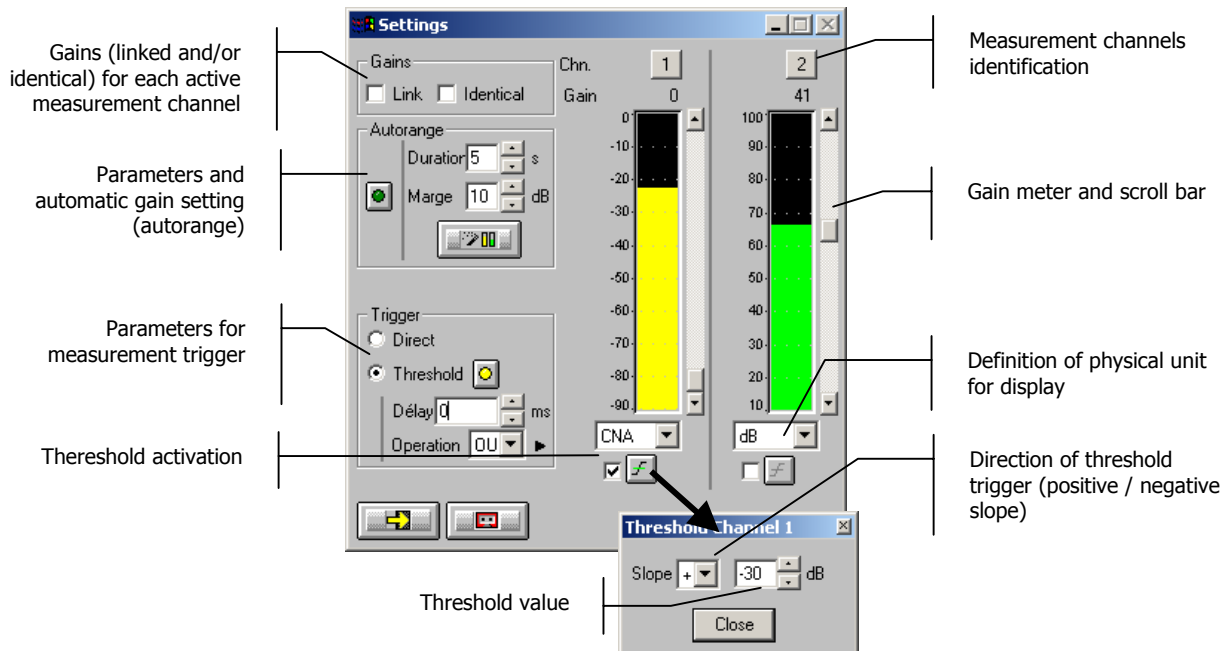 Settings
Gains (linked and/or
identical) for each active
measurement channel
Parameters and
automatic gain setting
(autorange)
Parameters for
measurement trigger
Thereshold activation
Gains
Link
Identical
Autorange
Duration 5 s
Marge 10 dB
Trigger
Direct
Threshold
Délay 0 ms
Operation OU
Chn. 1 2
Gain 0 41
0
-10
-20
-30
-40
-50
-60
-70
-80
-90
CNA
100
90
80
70
60
50
40
30
20
10
dB
Measurement channels
identification
Gain meter and scroll bar
Definition of physical unit
for display
Direction of threshold
trigger (positive / negative
slope)
Threshold Channel 1
Slope + -30 dB
Close
Threshold value